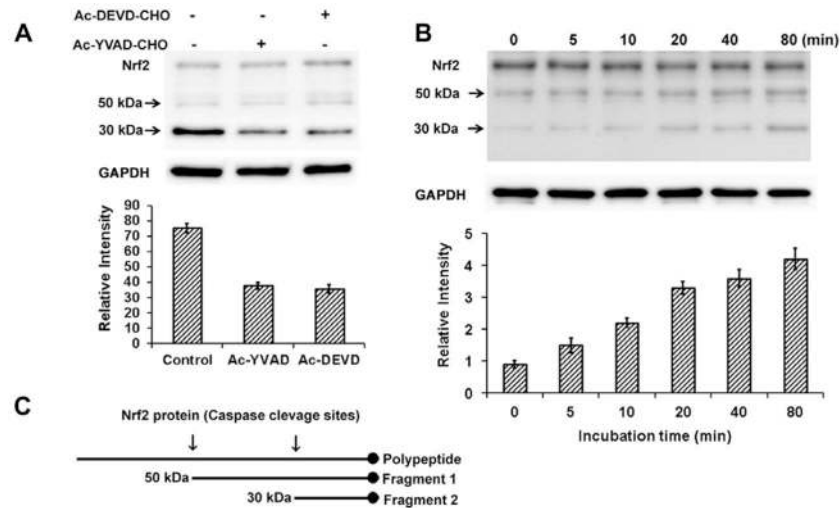 A
Ac-DEVD-CHO - - +
Ac-YVAD-CHO - + -
Nrf2
50 kDa→
30 kDa→
GAPDH
Relative Intensity
90
80
70
60
50
40
30
20
10
0
Control Ac-YVAD Ac-DEVD
B
0 5 10 20 40 80 (min)
Nrf2
50 kDa→
30 kDa→
GAPDH
Relative Intensity
5
4
3
2
1
0
0 5 10 20 40 80
Incubation time (min)
C
Nrf2 protein (Caspase clevage sites)
Polypeptide
50 kDa Fragment 1
30 kDa Fragment 2